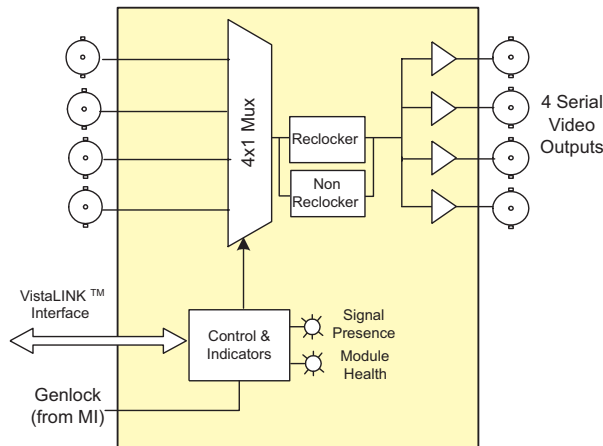 4x1 Mux
Reclocker
Non
Reclocker
4 Serial
Video
Outputs
VistaLINK ™
Interface
Control &
Indicators
Signal
Presence
Module
Health
Genlock
(from MI)